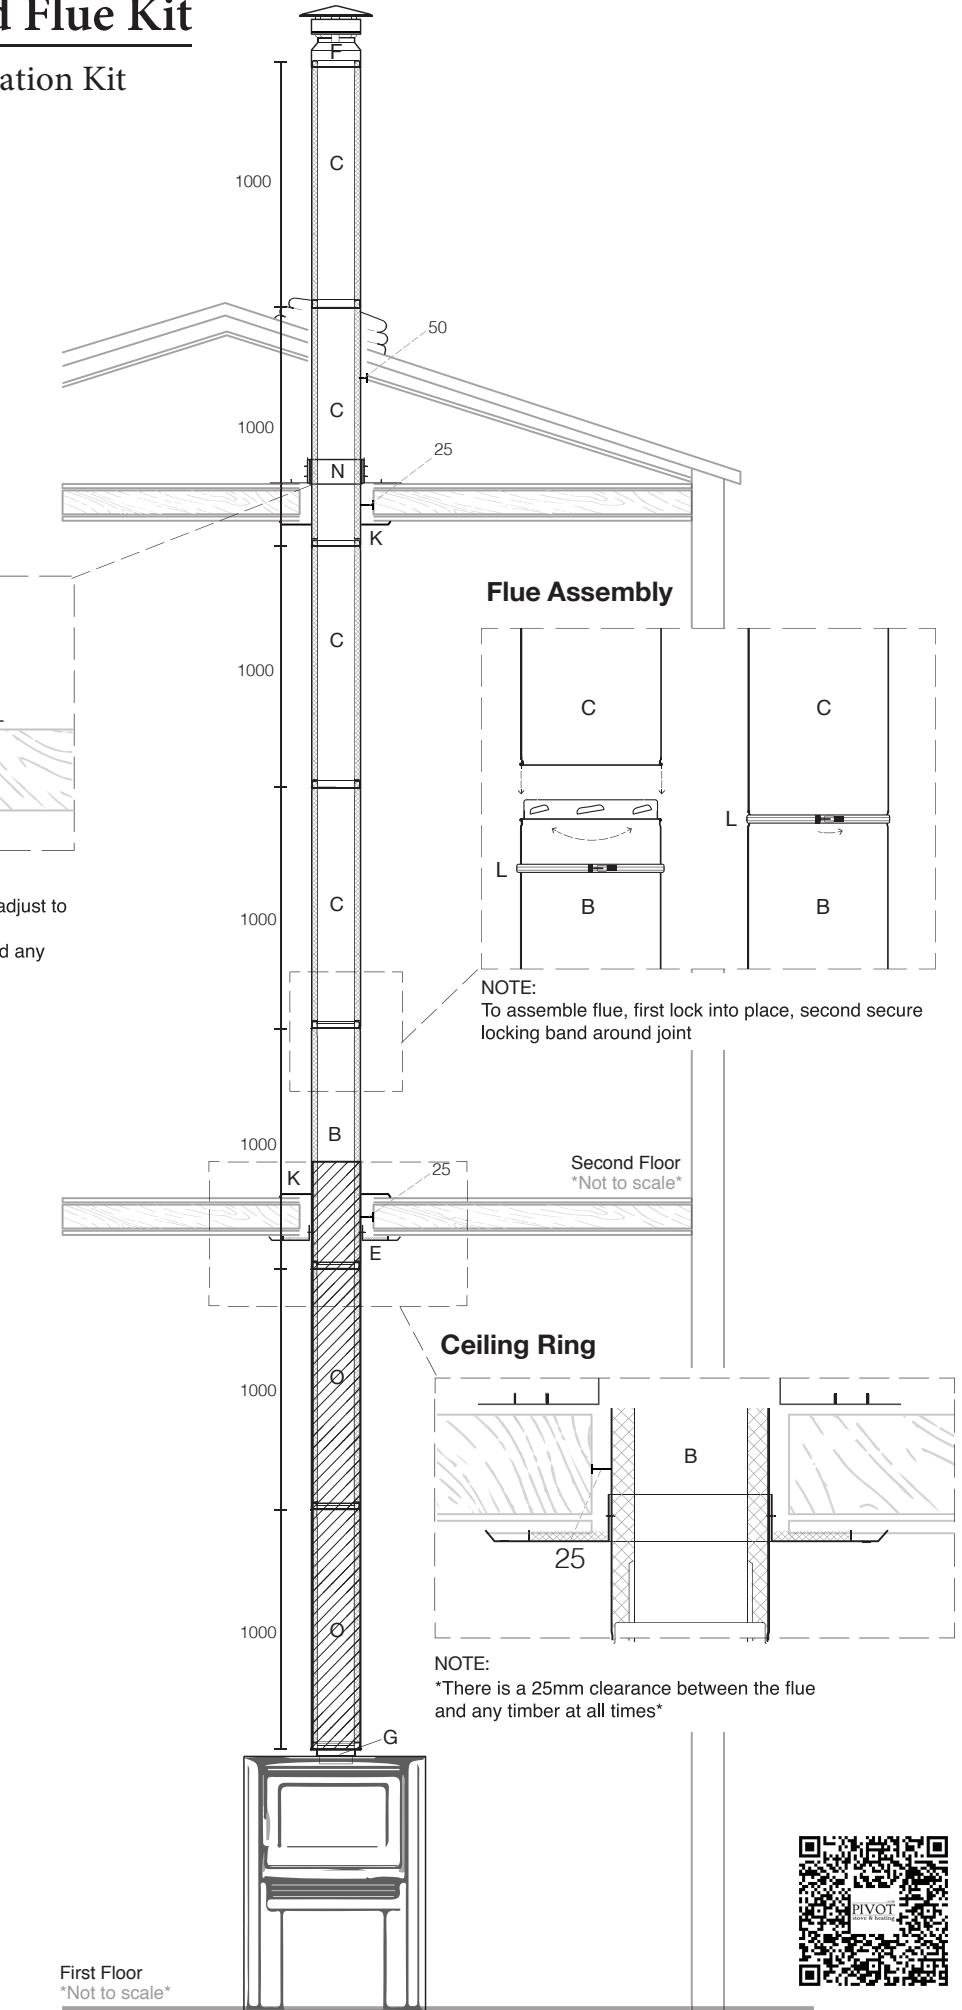 d Flue Kit
ation Kit
F
C
1000
50
C
1000
25
N
K
Flue Assembly
C
1000
C
C
L
L
adjust to
C
B
B
1000
d any
NOTE:
To assemble flue, first lock into place, second secure
locking band around joint
B
1000
Second Floor
*Not to scale*
K
25
E
Ceiling Ring
O
1000
B
25
O
1000
NOTE:
*There is a 25mm clearance between the flue
and any timber at all times*
G
PIVOT
stove & heating
First Floor
*Not to scale*